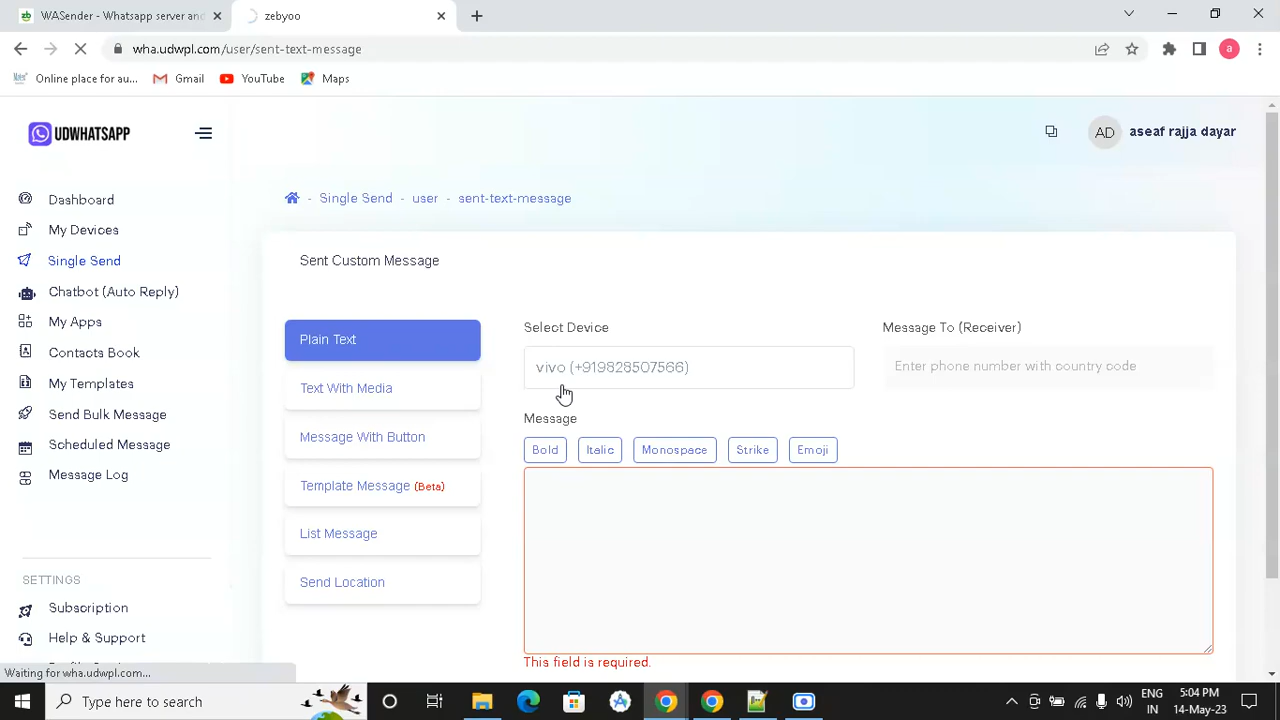 WASender - Whatsapp server and
zebyoo
wha.udwpl.com/user/sent-text-message
a
Online place for au...
Gmail
YouTube
Maps
UDWHATSAPP
AD
aseaf rajja dayar
Dashboard
My Devices
Single Send
Chatbot (Auto Reply)
My Apps
Contacts Book
My Templates
Send Bulk Message
Scheduled Message
Message Log
SETTINGS
Subscription
Help & Support
Single Send - user - sent-text-message
Sent Custom Message
Plain Text
Text With Media
Message With Button
Template Message (Beta)
List Message
Send Location
Select Device
vivo (+919828507566)
Message To (Receiver)
Enter phone number with country code
Message
Bold
Italic
Monospace
Strike
Emoji
This field is required.
Waiting for wha.udwpl.com...
Type here to search
ENG
IN
5:04 PM
14-May-23